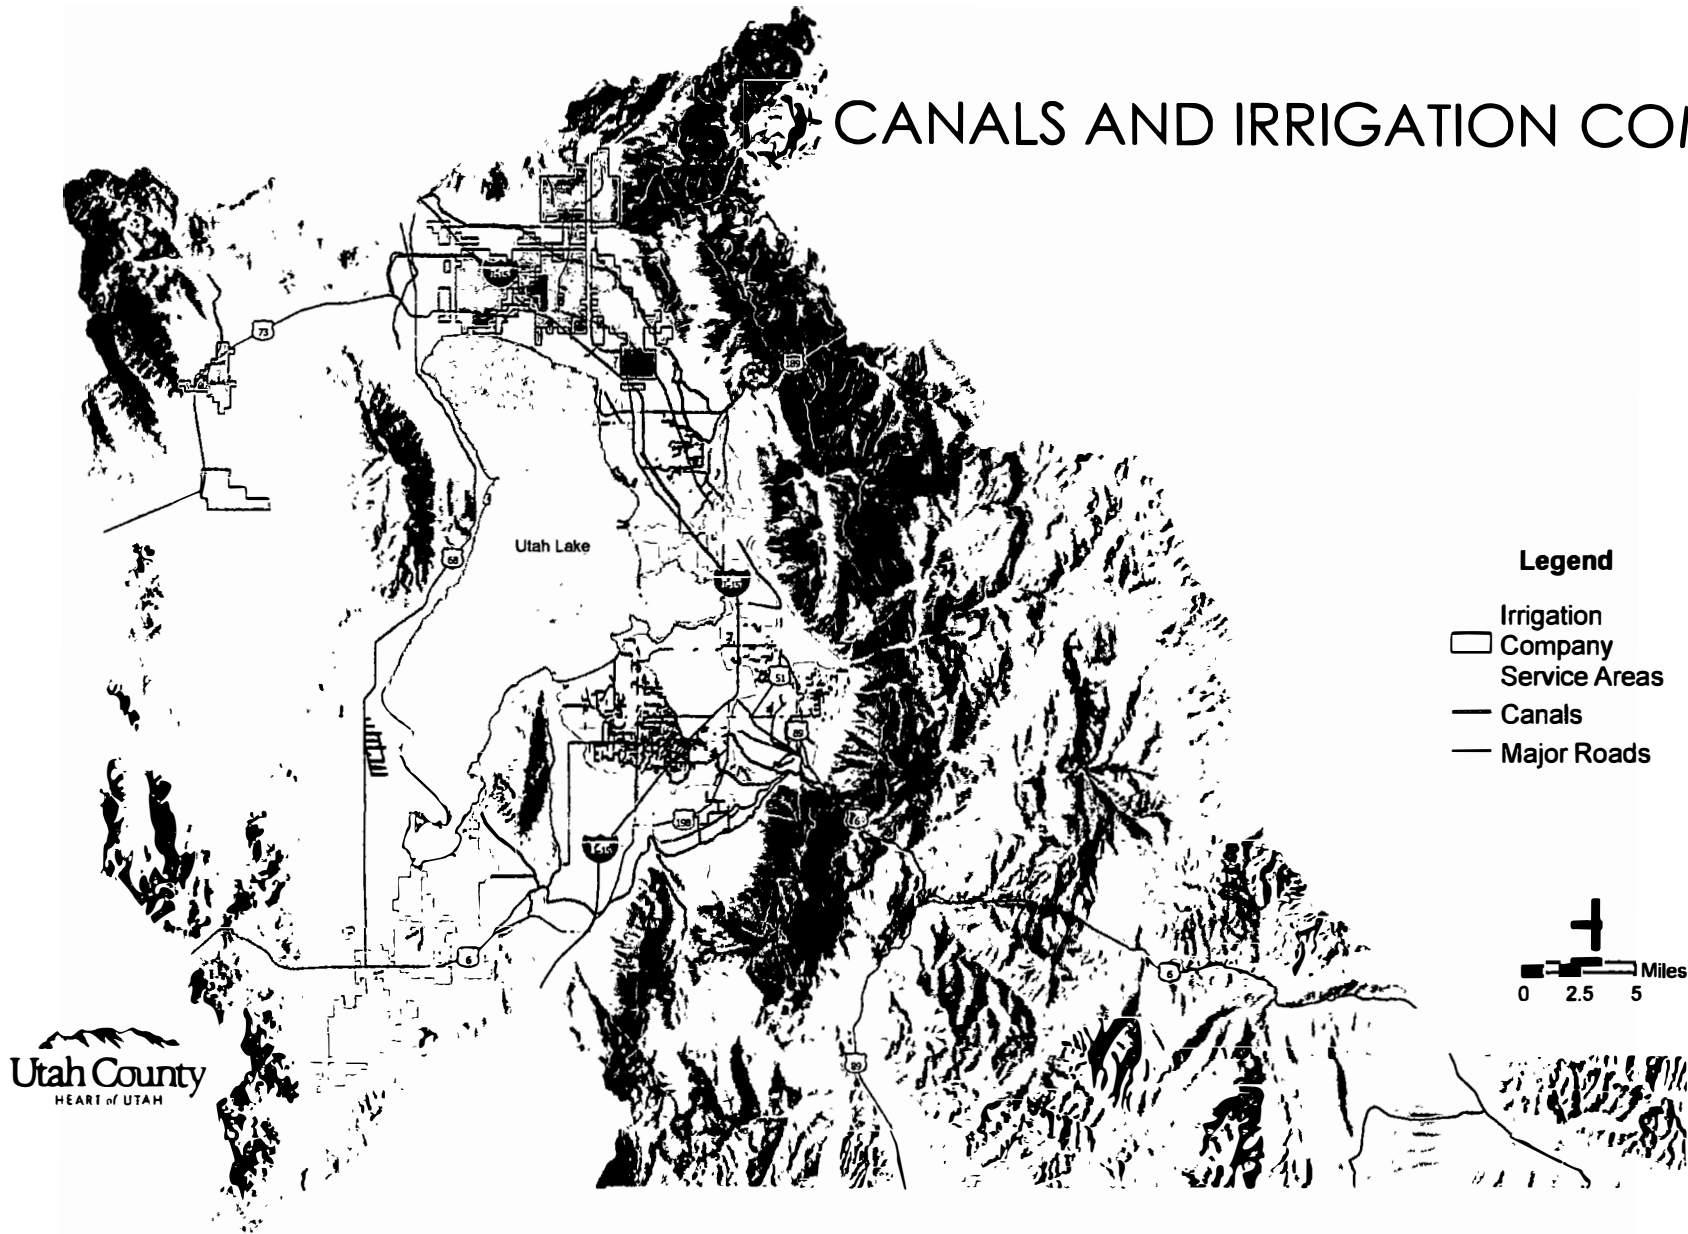 CANALS AND IRRIGATION CO
73
189
68
Utah Lake
I-15
51
89
198
I-15
6
6
89
Legend
Irrigation
Company
Service Areas
Canals
Major Roads
Miles
0 2.5 5
Utah County
HEART of UTAH